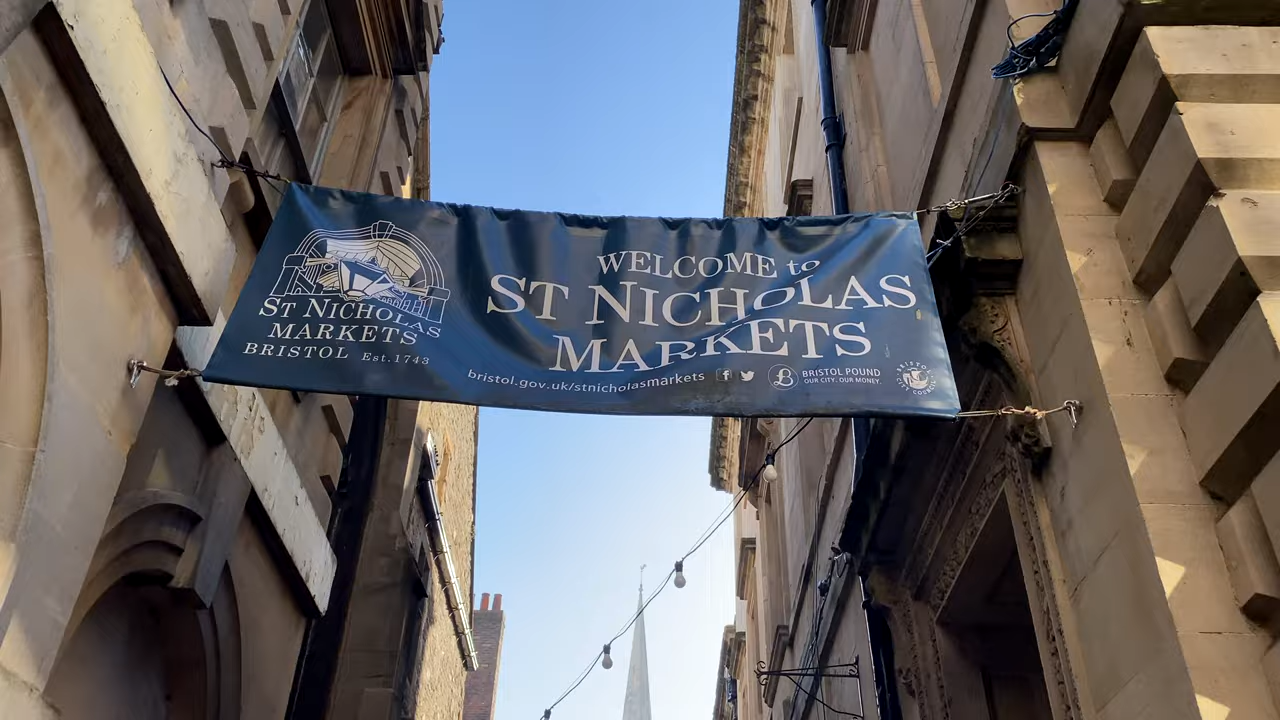 ST NICHOLAS
MARKETS
BRISTOL Est.1743
WELCOME to
ST NICHOLAS
MARKETS
bristol.gov.uk/stnicholasmarkets
BRISTOL POUND
OUR CITY. OUR MONEY.